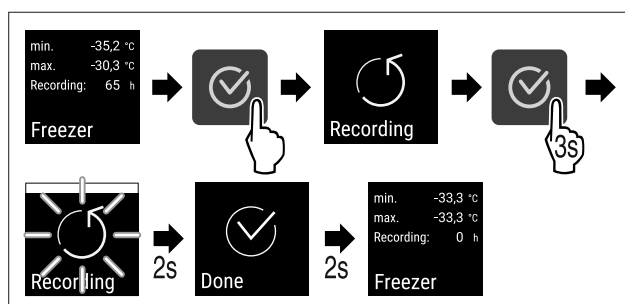 min. -35,2 °C
max. -30,3 °C
Recording: 65 h
Freezer
Recording
3s
Recording
2s
Done
2s
min. -33,3 °C
max. -33,3 °C
Recording: 0 h
Freezer